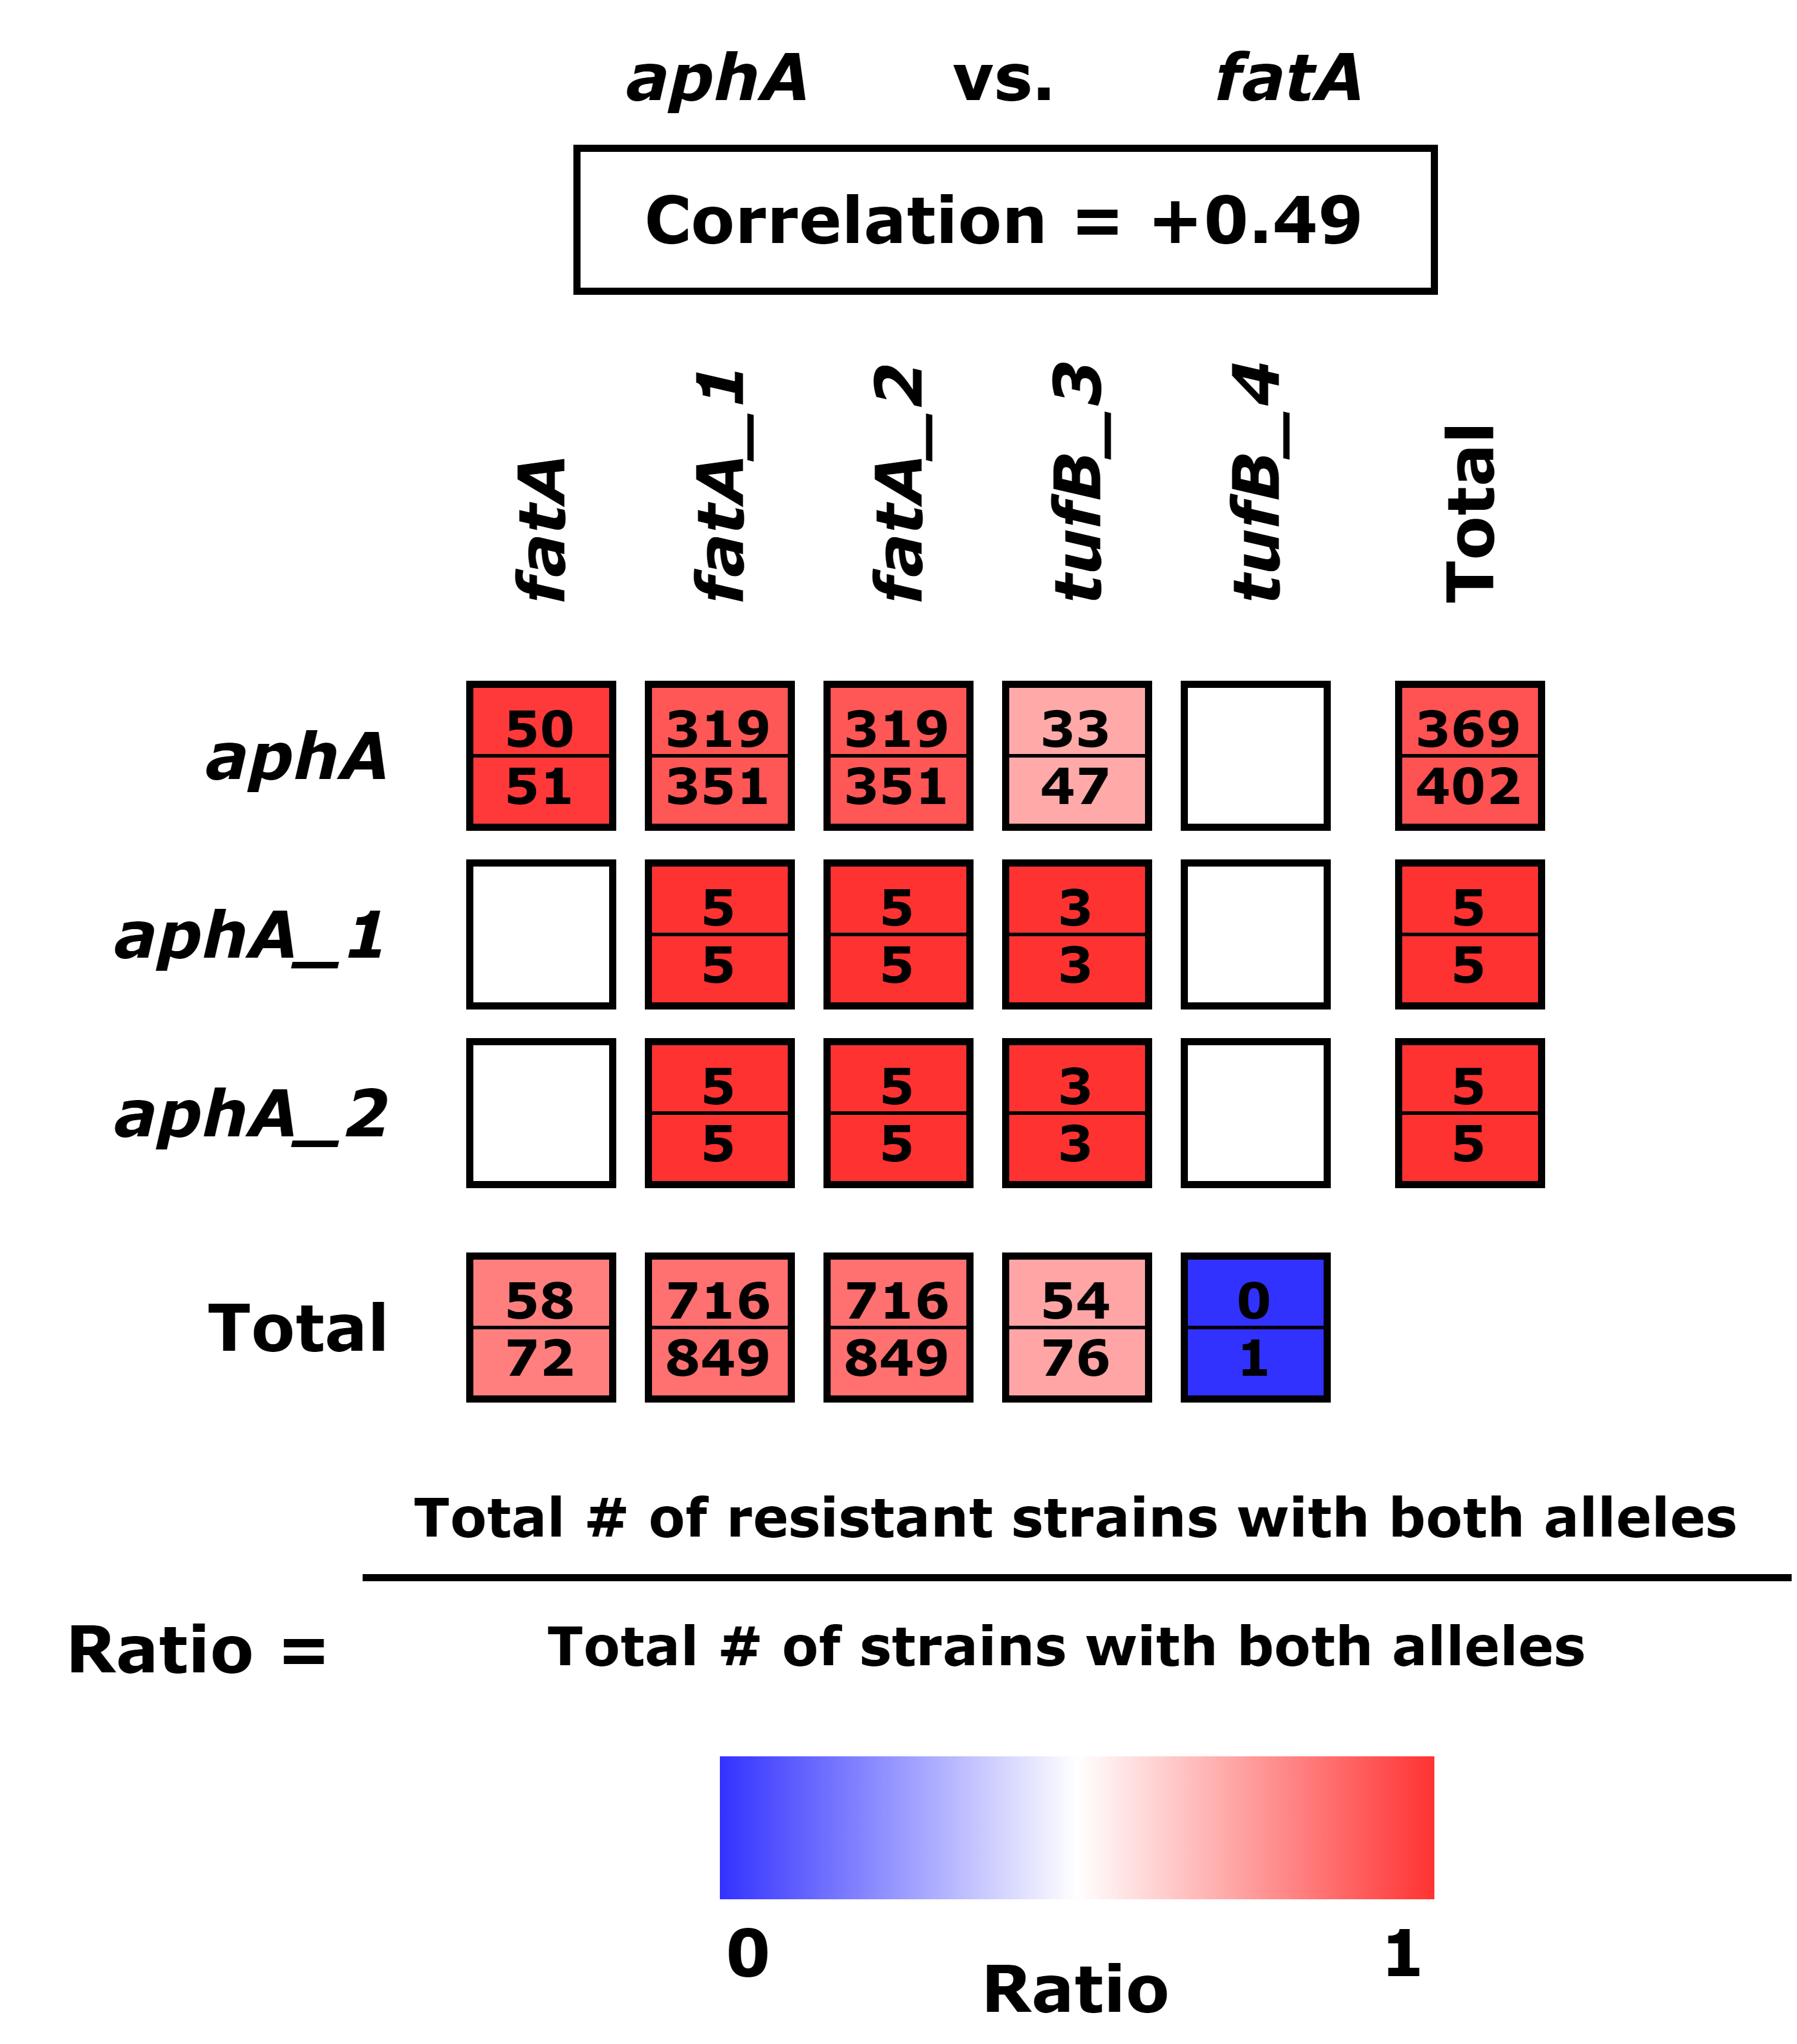 aphA vs. fatA
Correlation = +0.49
fatA fatA_1 fatA_2 tufB_3 tufB_4 Total
aphA 50 319 319 33 369
51 351 351 47 402
aphA_1 5 5 3 5
5 5 3 5
aphA_2 5 5 3 5
5 5 3 5
Total 58 716 716 54 0
72 849 849 76 1
Total # of resistant strains with both alleles
Ratio =
Total # of strains with both alleles
0 1
Ratio